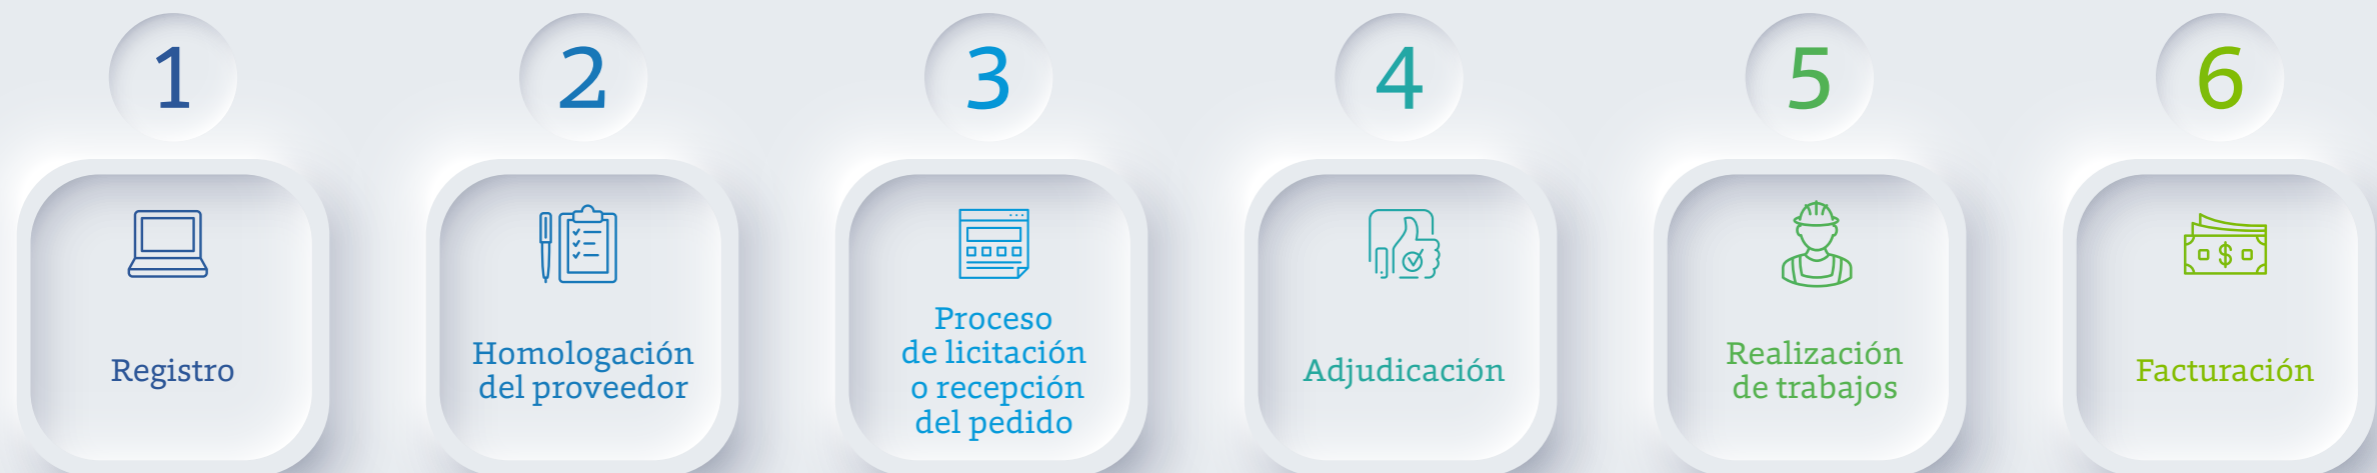 1
Registro
2
Homologación
del proveedor
3
Proceso
de licitación
o recepción
del pedido
4
Adjudicación
5
Realización
de trabajos
6
$
Facturación